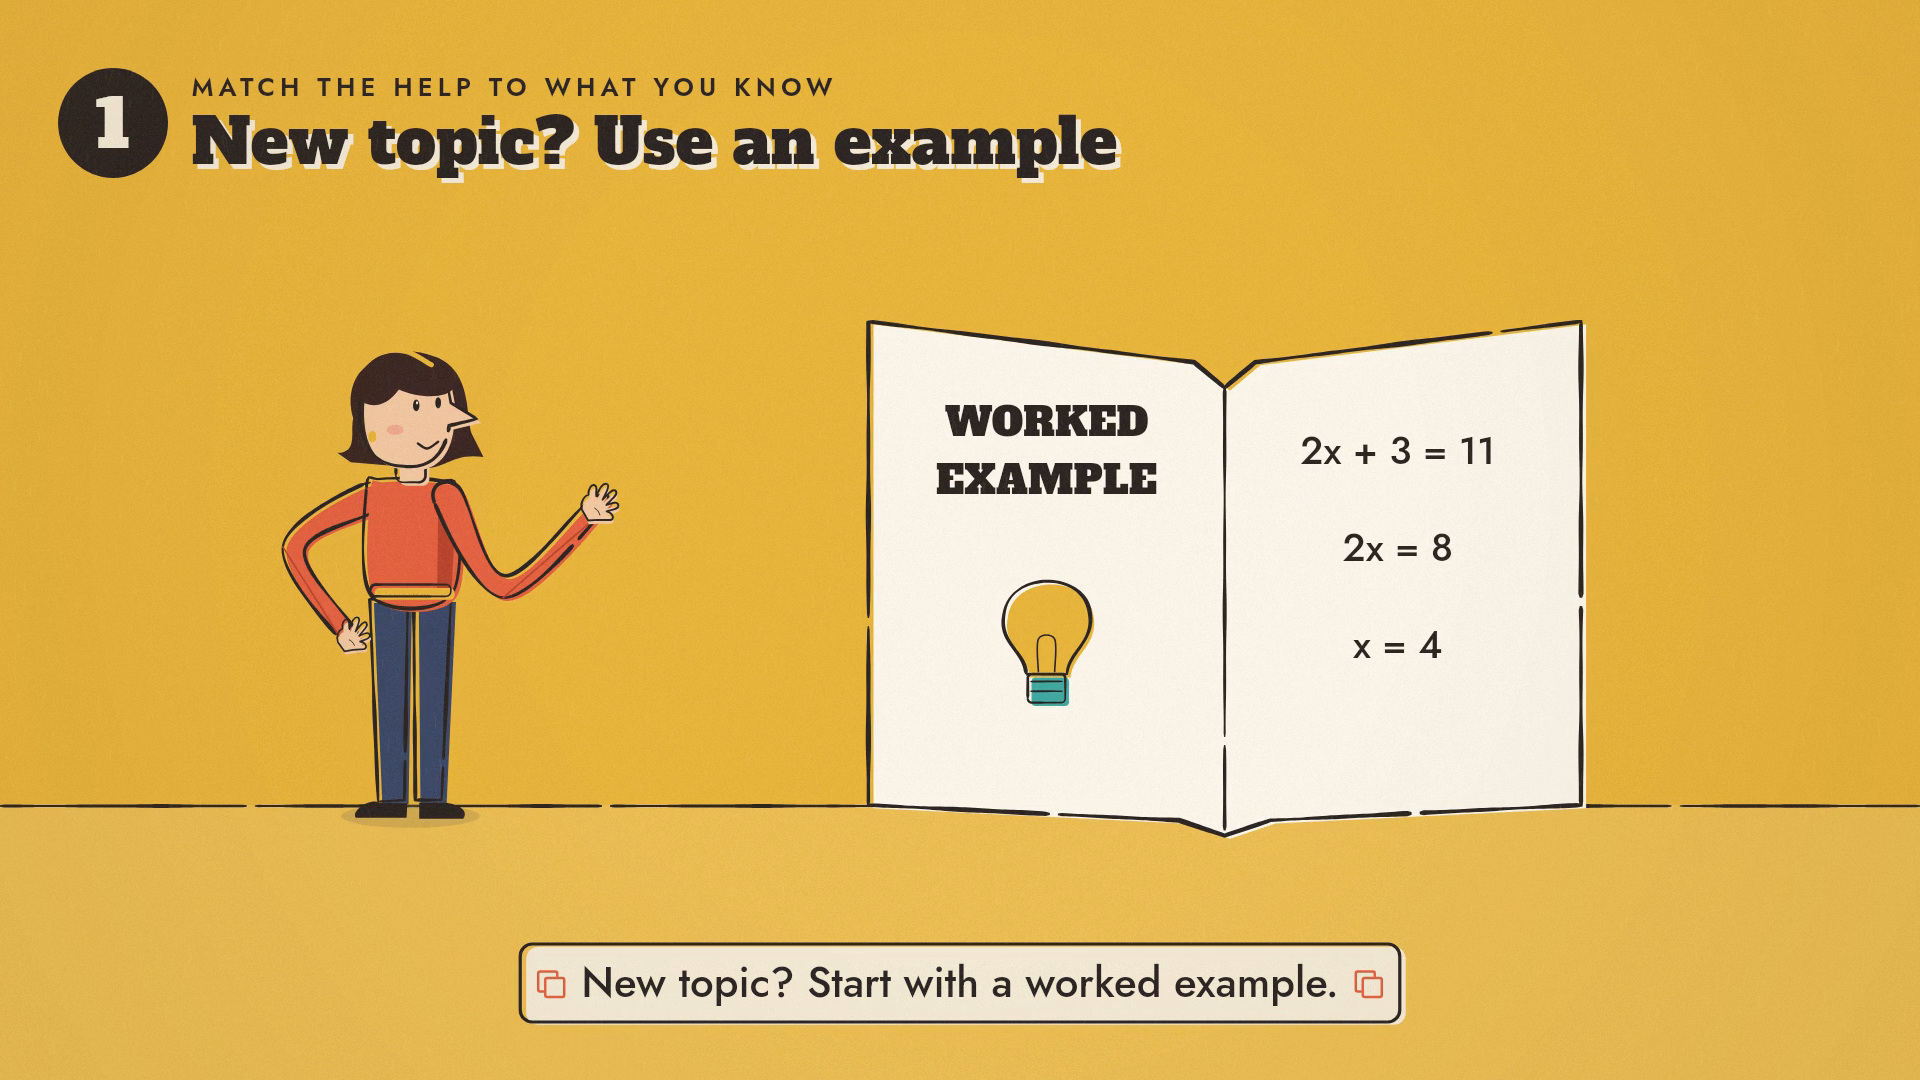 1
MATCH THE HELP TO WHAT YOU KNOW
New topic? Use an example
WORKED
EXAMPLE
2x + 3 = 11
2x = 8
x = 4
New topic? Start with a worked example.